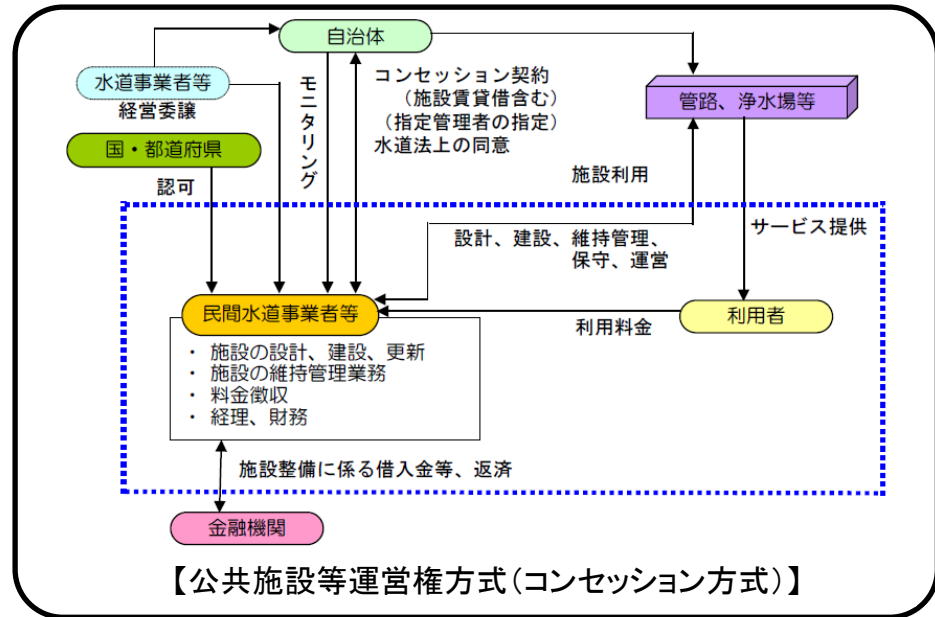 自治体
水道事業者等
経営委譲
国・都道府県
認可
モニタリング
コンセッション契約
（施設賃貸借含む）
（指定管理者の指定）
水道法上の同意
管路、浄水場等
施設利用
サービス提供
設計、建設、維持管理、
保守、運営
民間水道事業者等
利用料金
利用者
・ 施設の設計、建設、更新
・ 施設の維持管理業務
・ 料金徴収
・ 経理、財務
施設整備に係る借入金等、返済
金融機関
【公共施設等運営権方式（コンセッション方式）】